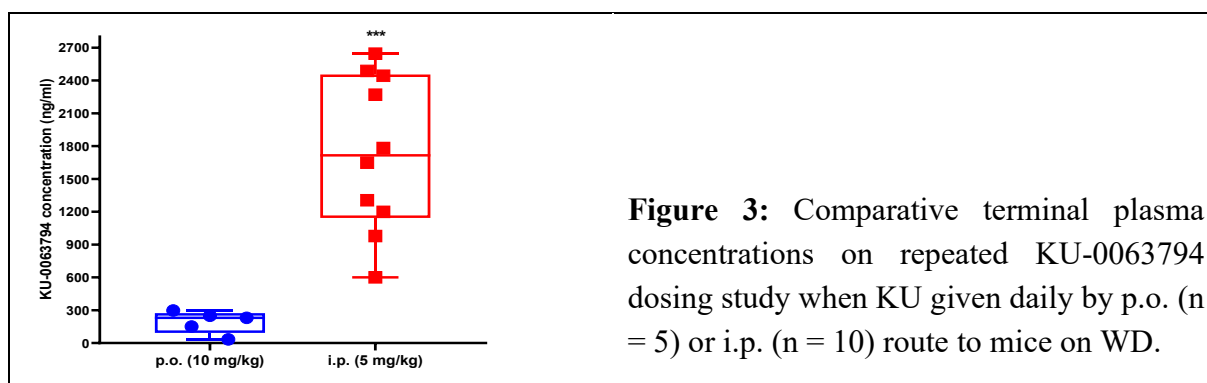 ***
2700
2400
2100
1800
1500
1200
900
600
300
0
KU-0063794 concentration (ng/ml)
p.o. (10 mg/kg) i.p. (5 mg/kg)
Figure 3: Comparative terminal plasma
concentrations on repeated KU-0063794
dosing study when KU given daily by p.o. (n
= 5) or i.p. (n = 10) route to mice on WD.